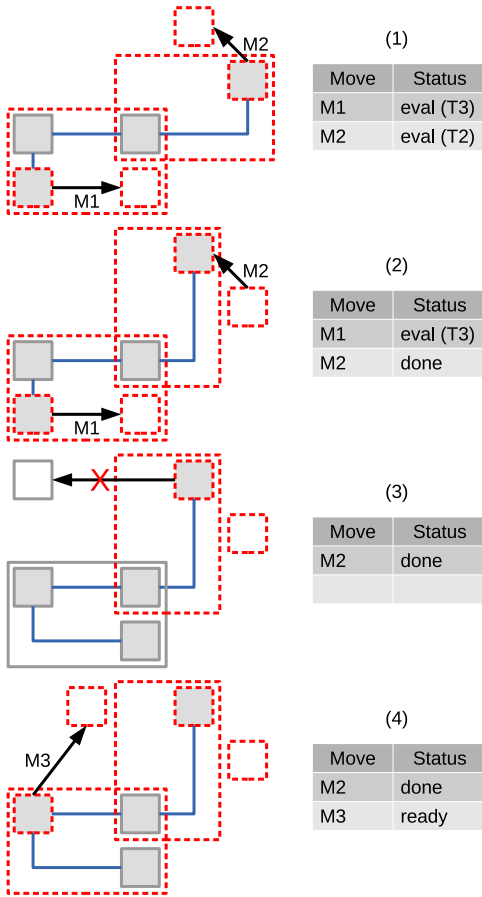 M2
(1)
Move Status
M1 eval (T3)
M2 eval (T2)
M1
M2
(2)
Move Status
M1 eval (T3)
M2 done
M1
X
(3)
Move Status
M2 done
M3
(4)
Move Status
M2 done
M3 ready